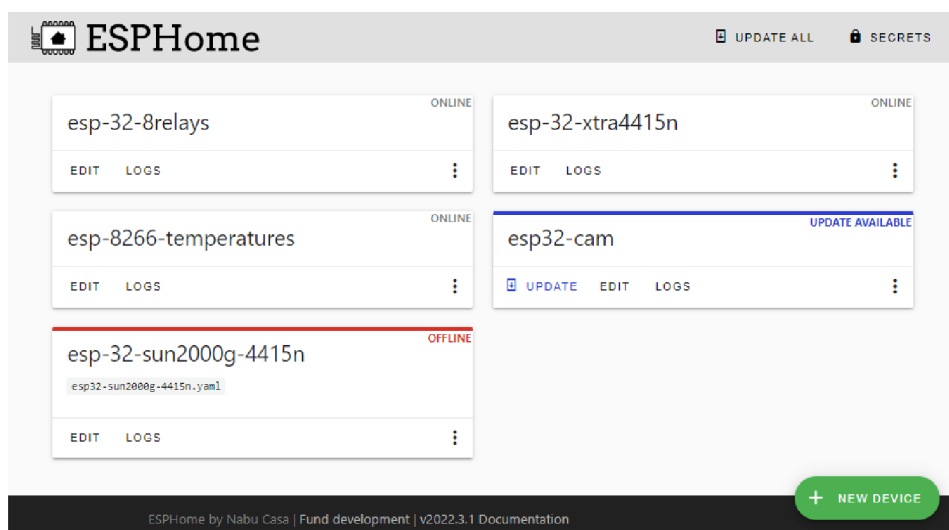 ESPHome
UPDATE ALL
SECRETS
ONLINE
esp-32-8relays
EDIT LOGS
ONLINE
esp-32-xtra4415n
EDIT LOGS
ONLINE
esp-8266-temperatures
EDIT LOGS
UPDATE AVAILABLE
esp32-cam
UPDATE EDIT LOGS
OFFLINE
esp-32-sun2000g-4415n
esp32-sun2000g-4415n.yaml
EDIT LOGS
+ NEW DEVICE
ESPHome by Nabu Casa | Fund development | v2022.3.1 Documentation